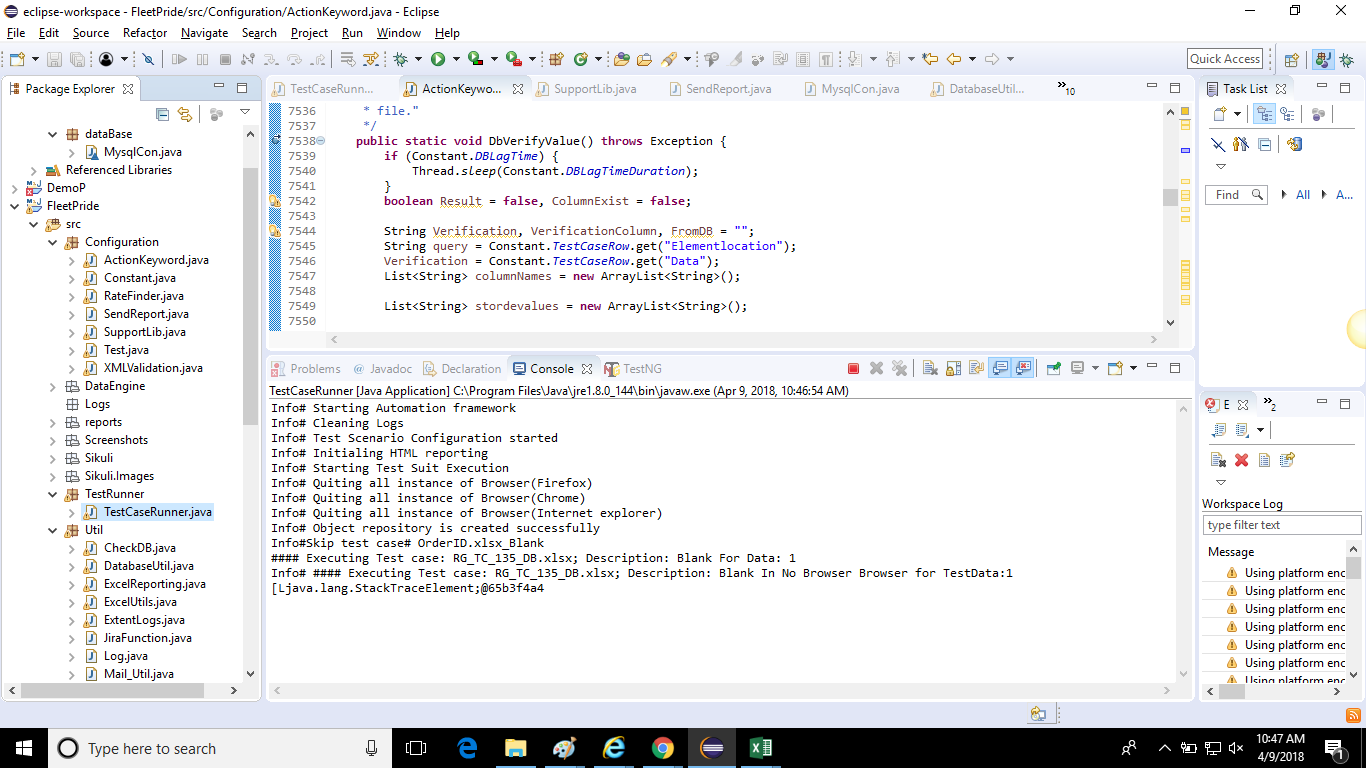 eclipse-workspace - FleetPride/src/Configuration/ActionKeyword.java - Eclipse
File Edit Source Refactor Navigate Search Project Run Window Help
Quick Access
Package Explorer
dataBase
MysqlCon.java
Referenced Libraries
DemoP
FleetPride
src
Configuration
ActionKeyword.java
Constant.java
RateFinder.java
SendReport.java
SupportLib.java
Test.java
XMLValidation.java
DataEngine
Logs
reports
Screenshots
Sikuli
Sikuli.Images
TestRunner
TestCaseRunner.java
Util
CheckDB.java
DatabaseUtil.java
ExcelReporting.java
ExcelUtils.java
ExtentLogs.java
JiraFunction.java
Log.java
Mail_Util.java
TestCaseRunn... ActionKeywo... SupportLib.java SendReport.java MysqlCon.java DatabaseUtil... »10
7536 * file."
7537 */
7538 public static void DbVerifyValue() throws Exception {
7539 if (Constant.DBLagTime) {
7540 Thread.sleep(Constant.DBLagTimeDuration);
7541 }
7542 boolean Result = false, ColumnExist = false;
7543
7544 String Verification, VerificationColumn, FromDB = "";
7545 String query = Constant.TestCaseRow.get("Elementlocation");
7546 Verification = Constant.TestCaseRow.get("Data");
7547 List<String> columnNames = new ArrayList<String>();
7548
7549 List<String> stordevalues = new ArrayList<String>();
7550
Problems @ Javadoc Declaration Console TestNG
TestCaseRunner [Java Application] C:\Program Files\Java\jre1.8.0_144\bin\javaw.exe (Apr 9, 2018, 10:46:54 AM)
Info# Starting Automation framework
Info# Cleaning Logs
Info# Test Scenario Configuration started
Info# Initialing HTML reporting
Info# Starting Test Suit Execution
Info# Quiting all instance of Browser(Firefox)
Info# Quiting all instance of Browser(Chrome)
Info# Quiting all instance of Browser(Internet explorer)
Info# Object repository is created successfully
Info#Skip test case# OrderID.xlsx_Blank
#### Executing Test case: RG_TC_135_DB.xlsx; Description: Blank For Data: 1
Info# #### Executing Test case: RG_TC_135_DB.xlsx; Description: Blank In No Browser Browser for TestData:1
[Ljava.lang.StackTraceElement;@65b3f4a4
Task List
Find All A...
E »2
Workspace Log
type filter text
Message
Using platform enc
Using platform enc
Using platform enc
Using platform enc
Using platform enc
Using platform enc
Using platform enc
Type here to search
10:47 AM
4/9/2018
1